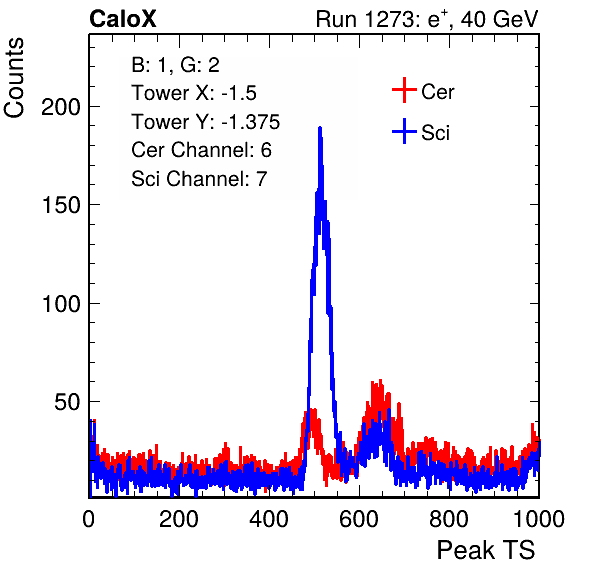 CaloX
Run 1273: e+, 40 GeV
Counts
B: 1, G: 2
Tower X: -1.5
Tower Y: -1.375
Cer Channel: 6
Sci Channel: 7
Cer
Sci
200
150
100
50
0 200 400 600 800 1000
Peak TS